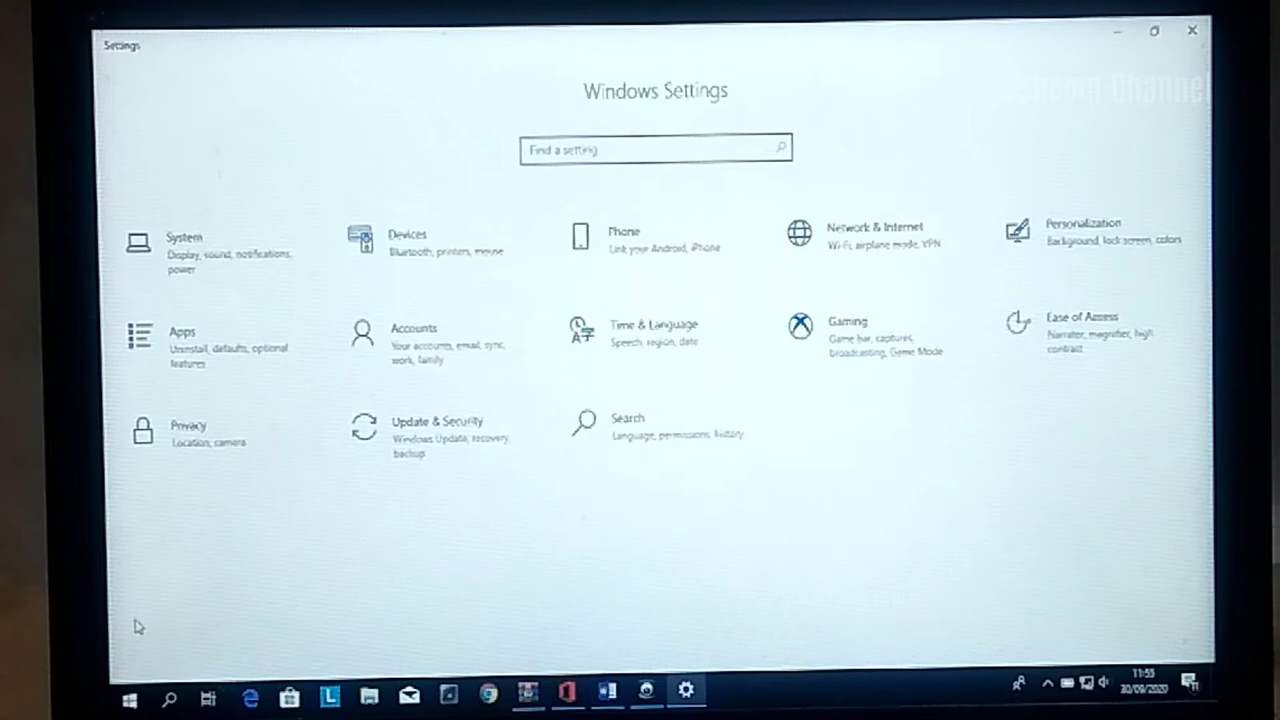 Settings
Channel
Windows Settings
Find a setting
System
Display, sound, notifications,
power
Devices
Bluetooth, printers, mouse
Phone
Link your Android, iPhone
Network & Internet
Wi-Fi, airplane mode, VPN
Personalization
Background, lock screen, colors
Apps
Uninstall, defaults, optional
features
Accounts
Your accounts, email, sync,
work, family
Time & Language
Speech, region, date
Gaming
Game bar, captures,
broadcasting, Game Mode
Ease of Access
Narrator, magnifier, high
contrast
Privacy
Location, camera
Update & Security
Windows Update, recovery,
backup
Search
Language, permissions, history
11:53
30/09/2020